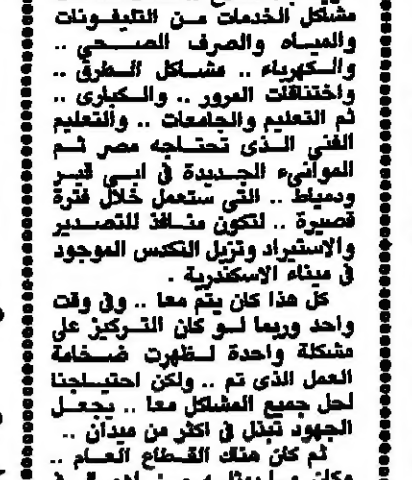 مشاكل الخدمات من التليفونات
والمياه والصرف الصحي ..
والكهرباء .. مشاكل الطرق ..
واختناقات المرور .. والكبارى ..
ثم التعليم والجامعات .. والتعليم
الفني الذى تحتاجه مصر ثم
الموانىء الجديدة في ابى قير
ودمياط .. التى ستعمل خلال فترة
قصيرة .. لتكون منافذ للتصدير
والاستيراد وتزيل التكدس الموجود
في ميناء الاسكندرية .
كل هذا كان يتم معا .. وفي وقت
واحد وربما لو كان التركيز على
مشكلة واحدة لظهرت ضخامة
العمل الذى تم .. ولكن احتياجنا
لحل جميع المشاكل معا .. يجعل
الجهود تبذل في اكثر من ميدان ..
ثم كان هناك القطاع العام ..